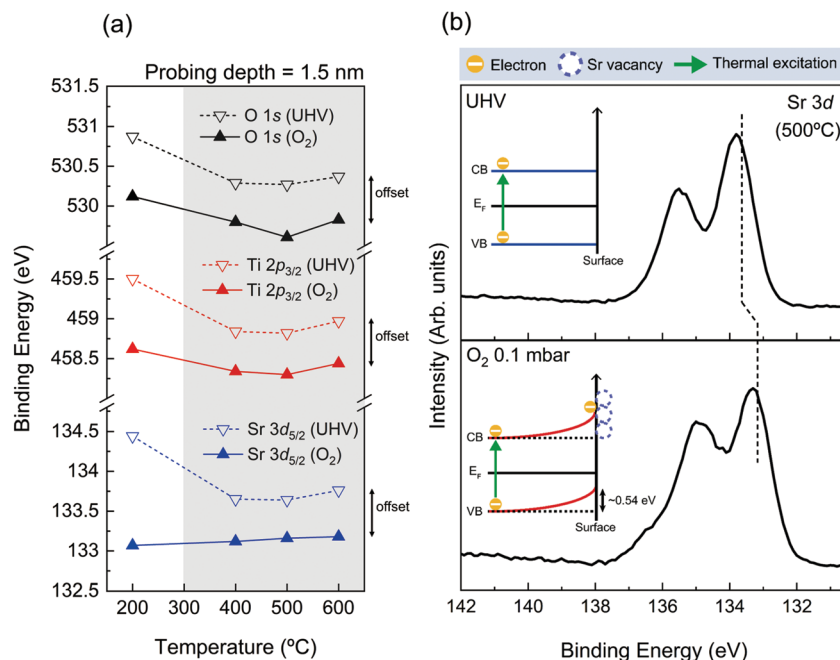 (a)
Probing depth = 1.5 nm
531.5
531
530.5
530
459.5
459
458.5
134.5
134
133.5
133
132.5
O 1s (UHV)
O 1s (O₂)
offset
Ti 2p₃/₂ (UHV)
Ti 2p₃/₂ (O₂)
offset
Sr 3d₅/₂ (UHV)
Sr 3d₅/₂ (O₂)
offset
Binding Energy (eV)
200 300 400 500 600
Temperature (ºC)
(b)
Electron Sr vacancy Thermal excitation
UHV
Sr 3d
(500ºC)
CB
E_F
VB
Surface
Intensity (Arb. units)
O₂ 0.1 mbar
CB
E_F
VB
~0.54 eV
Surface
142 140 138 136 134 132
Binding Energy (eV)